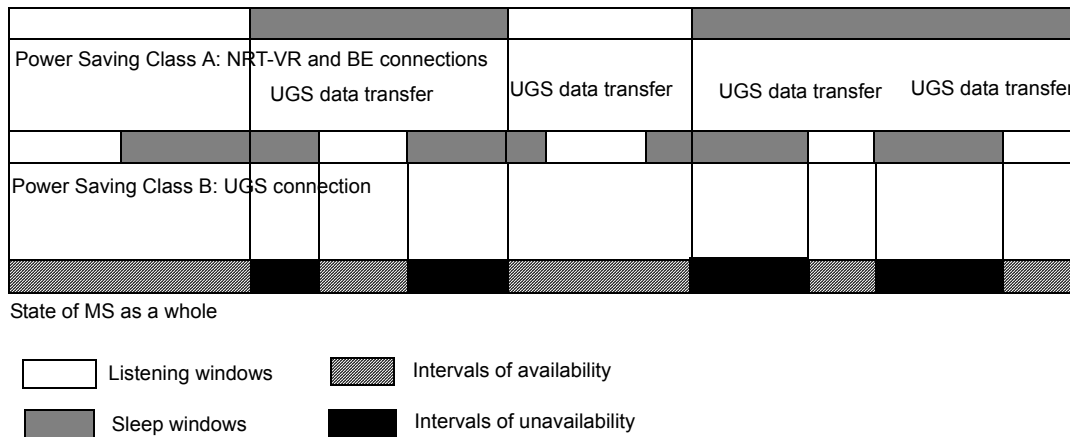 Power Saving Class A: NRT-VR and BE connections
UGS data transfer
UGS data transfer
UGS data transfer
UGS data transfer
Power Saving Class B: UGS connection
State of MS as a whole
Listening windows
Intervals of availability
Sleep windows
Intervals of unavailability